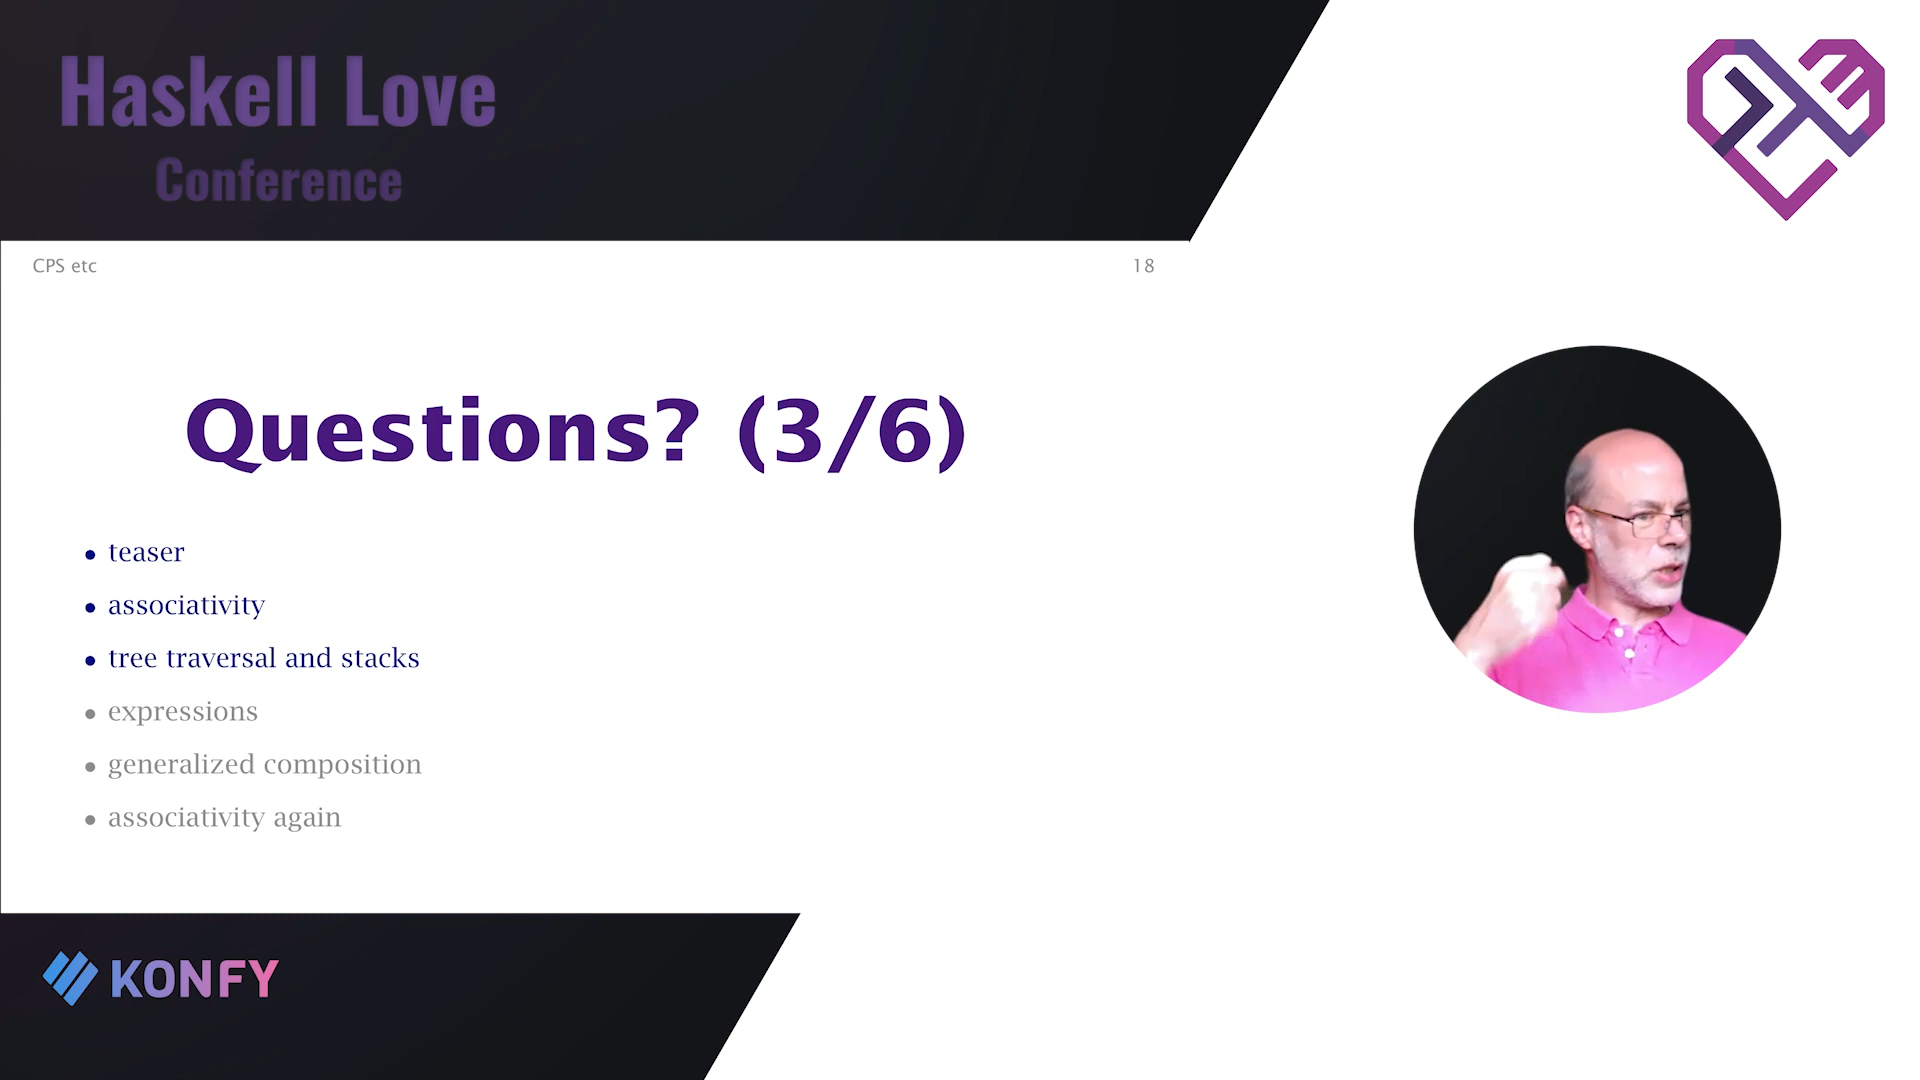 Haskell Love
Conference
CPS etc
18
Questions? (3/6)
• teaser
• associativity
• tree traversal and stacks
• expressions
• generalized composition
• associativity again
KONFY